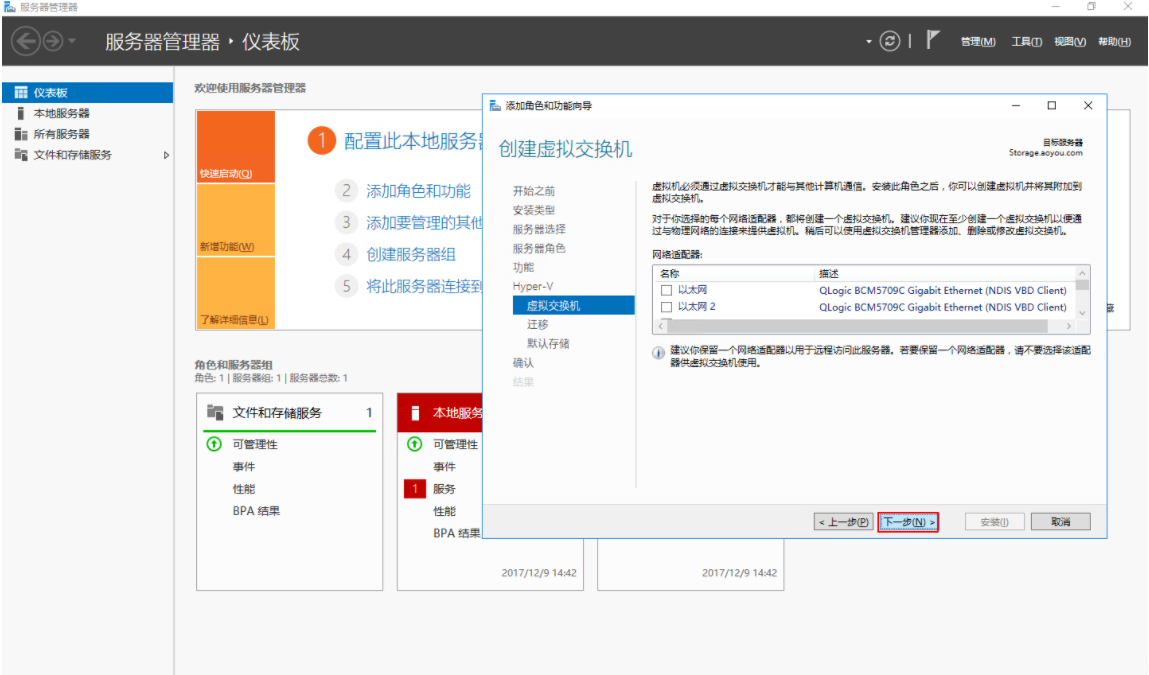 服务器管理器
服务器管理器 · 仪表板
管理(M) 工具(T) 视图(V) 帮助(H)
仪表板
本地服务器
所有服务器
文件和存储服务
欢迎使用服务器管理器
快速启动(Q)
新增功能(W)
了解详细信息(L)
1 配置此本地服务
2 添加角色和功能
3 添加要管理的其他
4 创建服务器组
5 将此服务器连接到
角色和服务器组
角色: 1 | 服务器组: 1 | 服务器总数: 1
文件和存储服务 1
可管理性
事件
性能
BPA 结果
本地服务
可管理性
事件
1 服务
性能
BPA 结果
2017/12/9 14:42
2017/12/9 14:42
添加角色和功能向导
创建虚拟交换机
目标服务器
Storage.aoyou.com
开始之前
安装类型
服务器选择
服务器角色
功能
Hyper-V
虚拟交换机
迁移
默认存储
确认
结果
虚拟机必须通过虚拟交换机才能与其他计算机通信。安装此角色之后，你可以创建虚拟机并将其附加到
虚拟交换机。
对于你选择的每个网络适配器，都将创建一个虚拟交换机。建议你现在至少创建一个虚拟交换机以便通
过与物理网络的连接来提供虚拟机。稍后可以使用虚拟交换机管理器添加、删除或修改虚拟交换机。
网络适配器:
名称 描述
以太网 QLogic BCM5709C Gigabit Ethernet (NDIS VBD Client)
以太网 2 QLogic BCM5709C Gigabit Ethernet (NDIS VBD Client)
建议你保留一个网络适配器以用于远程访问此服务器。若要保留一个网络适配器，请不要选择该适配
器供虚拟交换机使用。
< 上一步(P) 下一步(N) > 安装(I) 取消